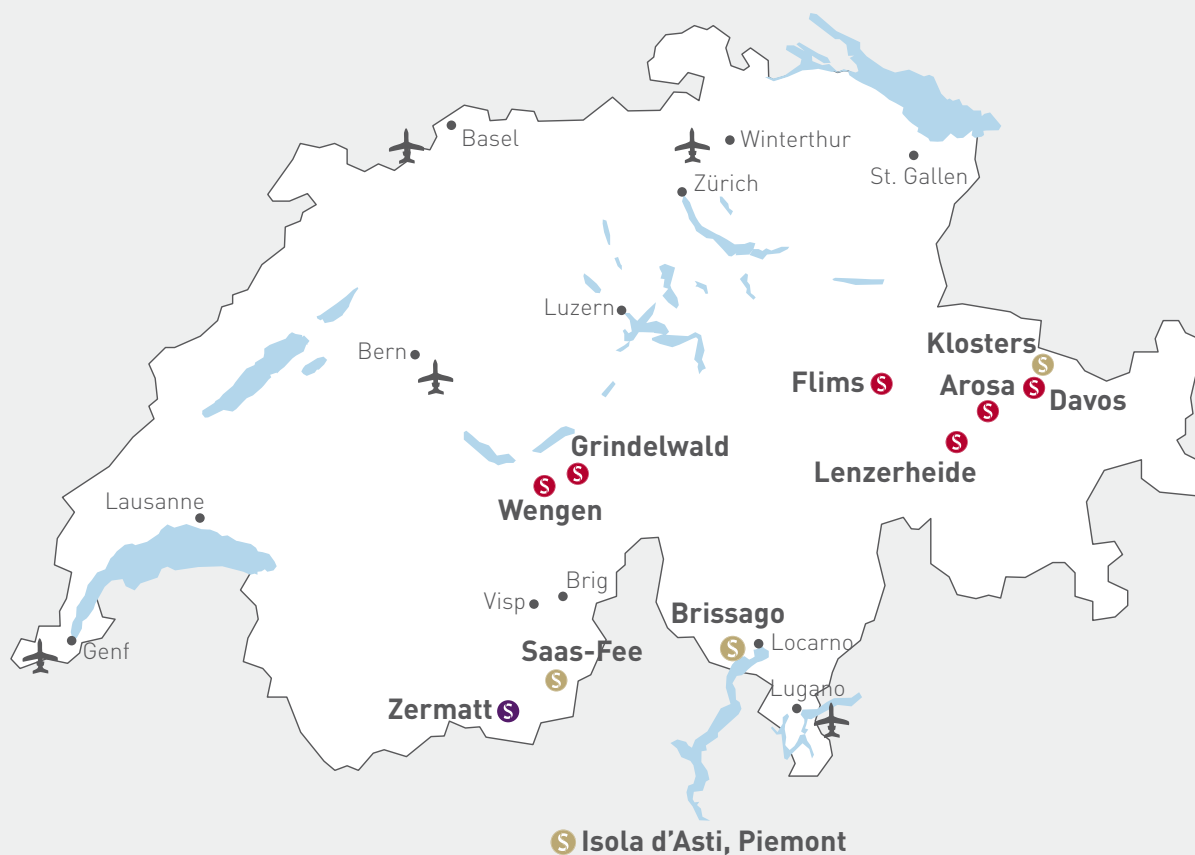 Basel
Winterthur
St. Gallen
Zürich
Luzern
Bern
Klosters
Flims
S
S
Arosa
S
S
Davos
S
Lenzerheide
S
Grindelwald
S
S
Wengen
Lausanne
Brig
Visp
Brissago
S
Locarno
Genf
Saas-Fee
S
Lugano
Zermatt
S
S Isola d'Asti, Piemont